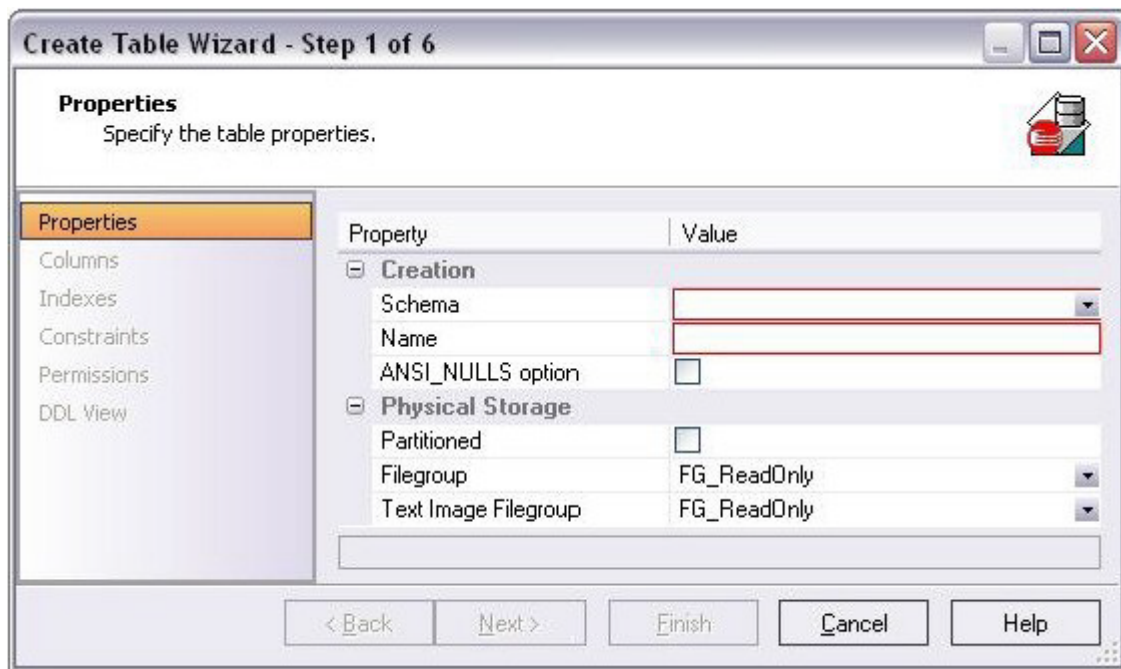 Create Table Wizard - Step 1 of 6
Properties
Specify the table properties.
Properties
Columns
Indexes
Constraints
Permissions
DDL View
Property Value
Creation
Schema
Name
ANSI_NULLS option
Physical Storage
Partitioned
Filegroup FG_ReadOnly
Text Image Filegroup FG_ReadOnly
< Back Next > Finish Cancel Help